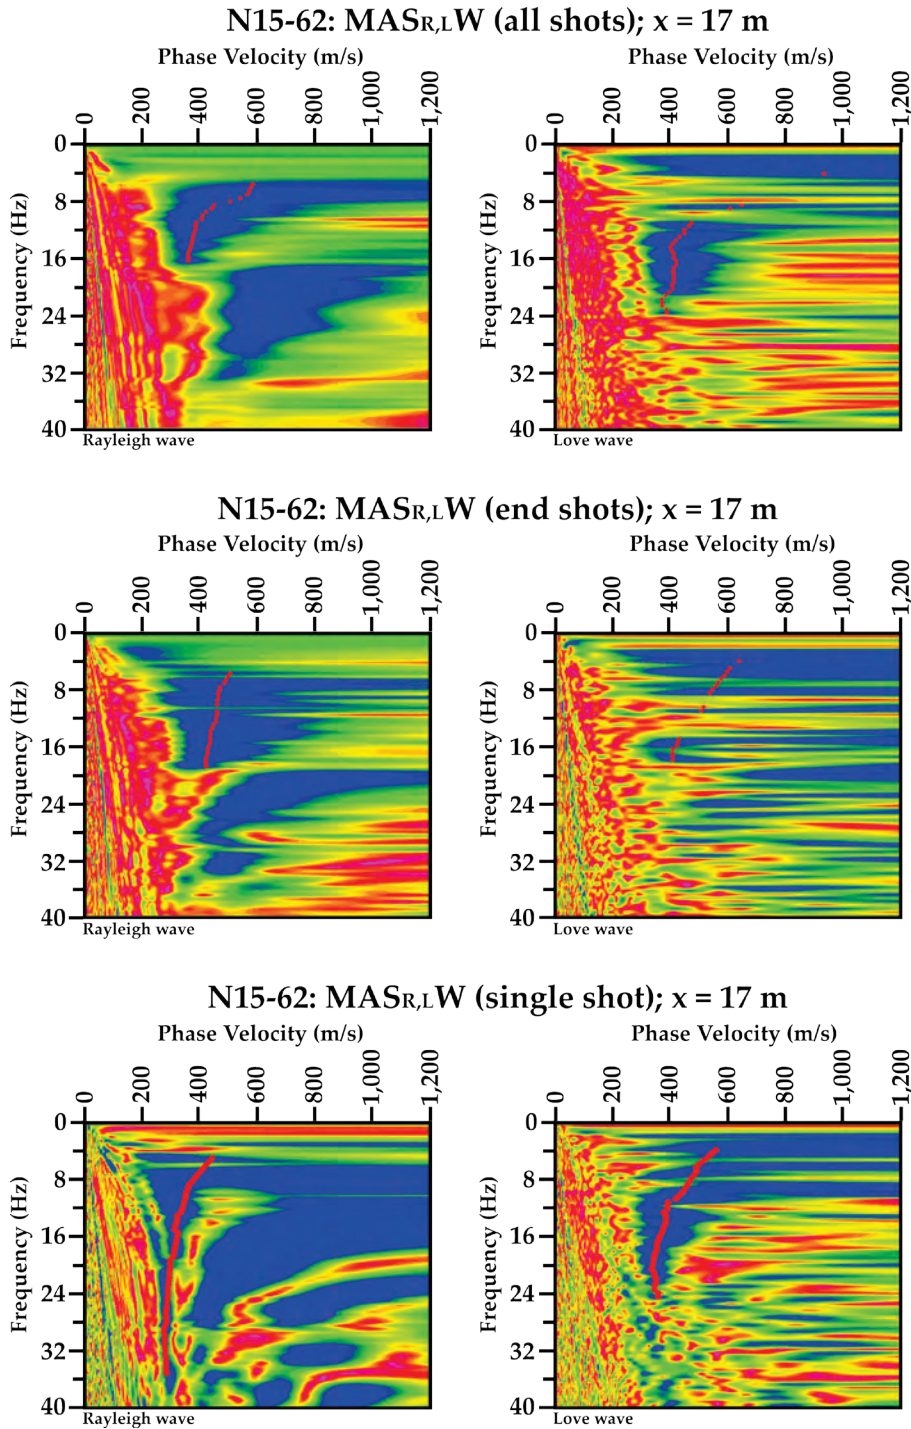 N15-62: MASR,LW (all shots); x = 17 m
Phase Velocity (m/s) Phase Velocity (m/s)
0 200 400 600 800 1,000 1,200 0 200 400 600 800 1,000 1,200
Frequency (Hz) Frequency (Hz)
0 0
8 8
16 16
24 24
32 32
40 40
Rayleigh wave Love wave
N15-62: MASR,LW (end shots); x = 17 m
Phase Velocity (m/s) Phase Velocity (m/s)
0 200 400 600 800 1,000 1,200 0 200 400 600 800 1,000 1,200
Frequency (Hz) Frequency (Hz)
0 0
8 8
16 16
24 24
32 32
40 40
Rayleigh wave Love wave
N15-62: MASR,LW (single shot); x = 17 m
Phase Velocity (m/s) Phase Velocity (m/s)
0 200 400 600 800 1,000 1,200 0 200 400 600 800 1,000 1,200
Frequency (Hz) Frequency (Hz)
0 0
8 8
16 16
24 24
32 32
40 40
Rayleigh wave Love wave